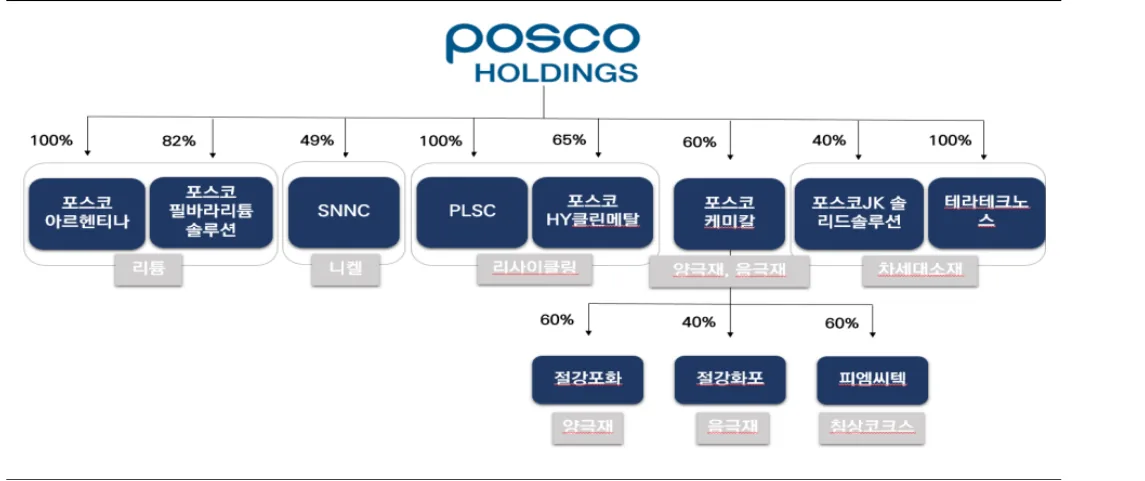 posco
HOLDINGS
100%
82%
49%
100%
65%
60%
40%
100%
포스코
아르헨티나
포스코
필바라리튬
솔루션
SNNC
PLSC
포스코
HY클린메탈
포스코
케미칼
포스코JK 솔
리드솔루션
테라테크노
스
리튬
니켈
리사이클링
양극재, 음극재
차세대소재
60%
40%
60%
절강포화
절강화포
피엠씨텍
양극재
음극재
침상코크스